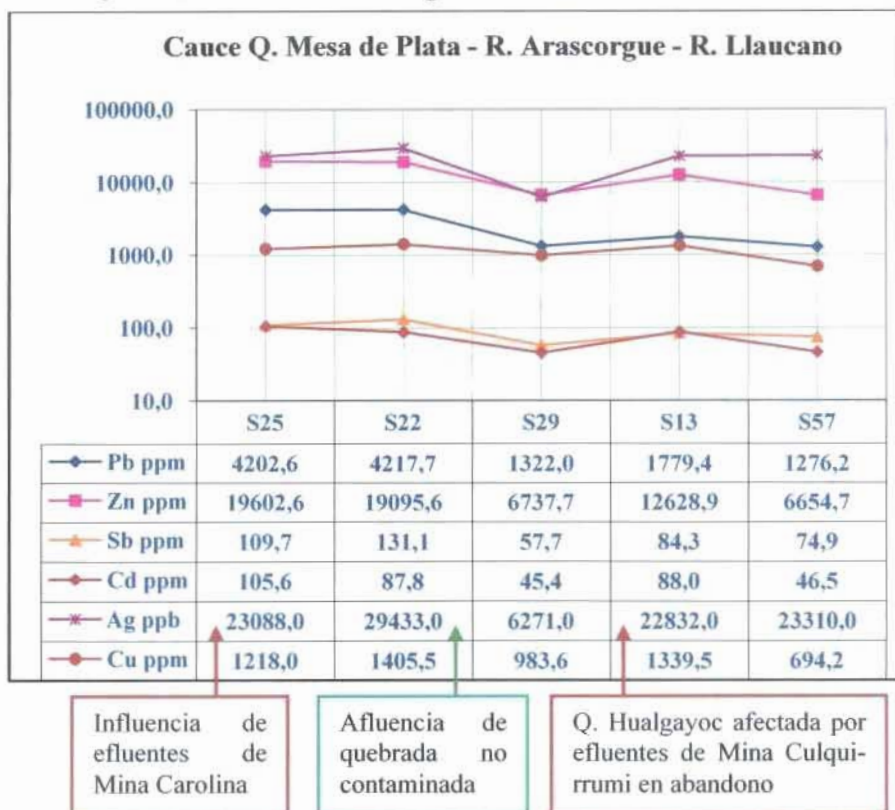 Cauce Q. Mesa de Plata - R. Arascorgue - R. Llaucano
100000,0
10000,0
1000,0
100,0
10,0
S25 S22 S29 S13 S57
Pb ppm 4202,6 4217,7 1322,0 1779,4 1276,2
Zn ppm 19602,6 19095,6 6737,7 12628,9 6654,7
Sb ppm 109,7 131,1 57,7 84,3 74,9
Cd ppm 105,6 87,8 45,4 88,0 46,5
Ag ppb 23088,0 29433,0 6271,0 22832,0 23310,0
Cu ppm 1218,0 1405,5 983,6 1339,5 694,2
Influencia de
efluentes de
Mina Carolina
Afluencia de
quebrada no
contaminada
Q. Hualgayoc afectada por
efluentes de Mina Culqui-
rrumi en abandono